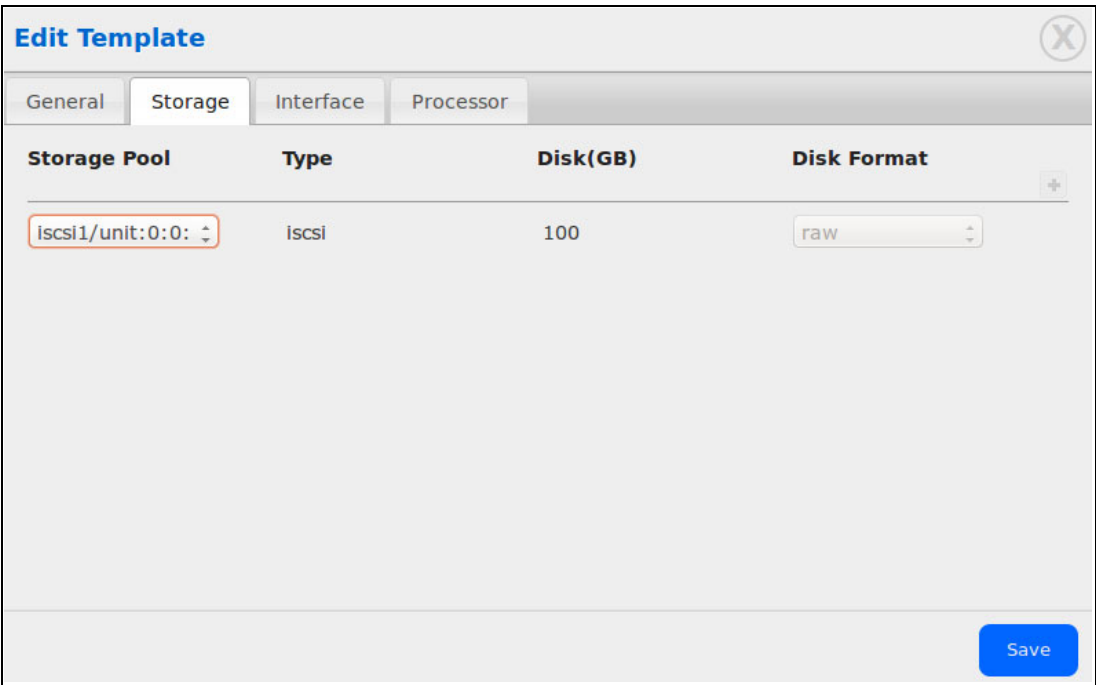 Edit Template
X
General Storage Interface Processor
Storage Pool Type Disk(GB) Disk Format
+
iscsi1/unit:0:0: iscsi 100 raw
Save